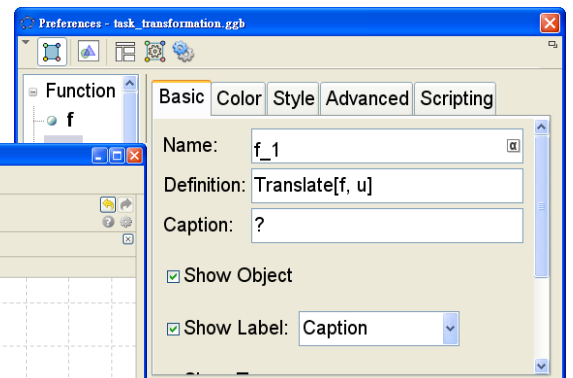 Preferences - task_transformation.ggb
Function
f
Basic Color Style Advanced Scripting
Name: f_1 α
Definition: Translate[f, u]
Caption: ?
Show Object
Show Label: Caption